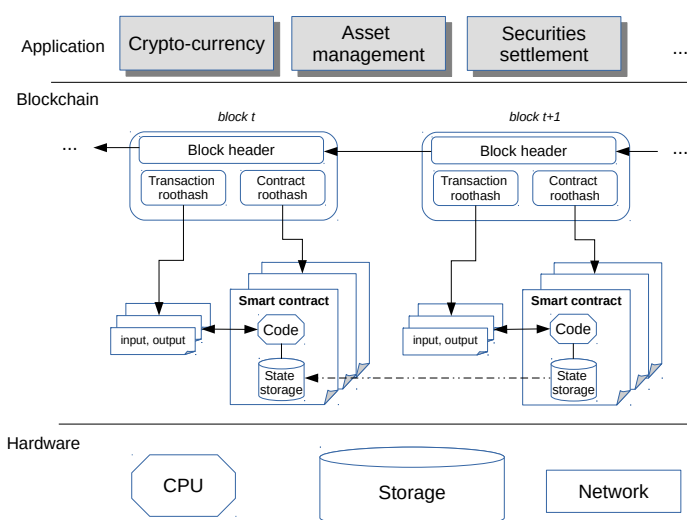 Application
Crypto-currency
Asset
management
Securities
settlement
...
Blockchain
block t
block t+1
...
Block header
Block header
...
Transaction
roothash
Contract
roothash
Transaction
roothash
Contract
roothash
Smart contract
Smart contract
input, output
Code
input, output
Code
State
storage
State
storage
Hardware
CPU
Storage
Network